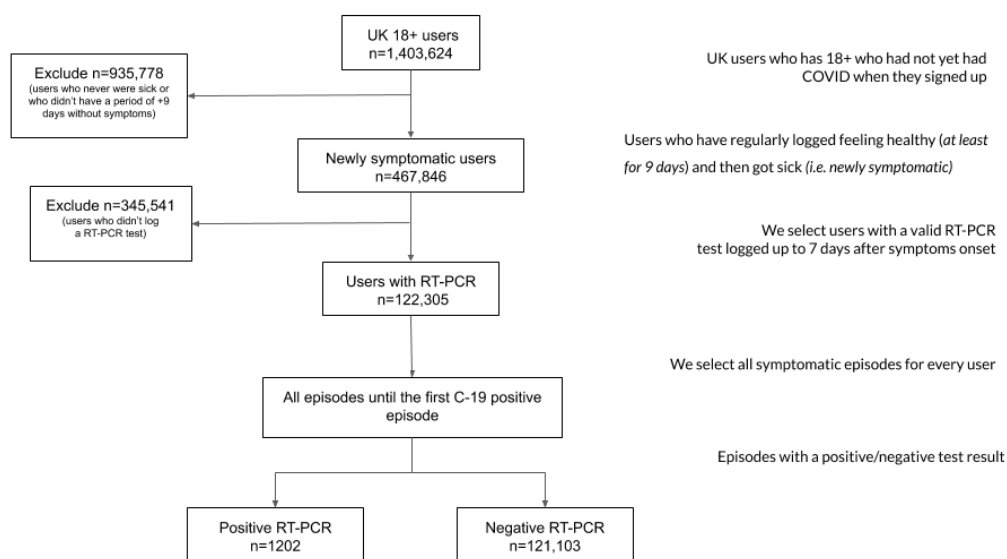 UK 18+ users
n=1,403,624
UK users who has 18+ who had not yet had
COVID when they signed up
Exclude n=935,778
(users who never were sick or
who didn't have a period of +9
days without symptoms)
Users who have regularly logged feeling healthy (at least
for 9 days) and then got sick (i.e. newly symptomatic)
Newly symptomatic users
n=467,846
Exclude n=345,541
(users who didn't log
a RT-PCR test)
We select users with a valid RT-PCR
test logged up to 7 days after symptoms onset
Users with RT-PCR
n=122,305
We select all symptomatic episodes for every user
All episodes until the first C-19 positive
episode
Episodes with a positive/negative test result
Positive RT-PCR
n=1202
Negative RT-PCR
n=121,103